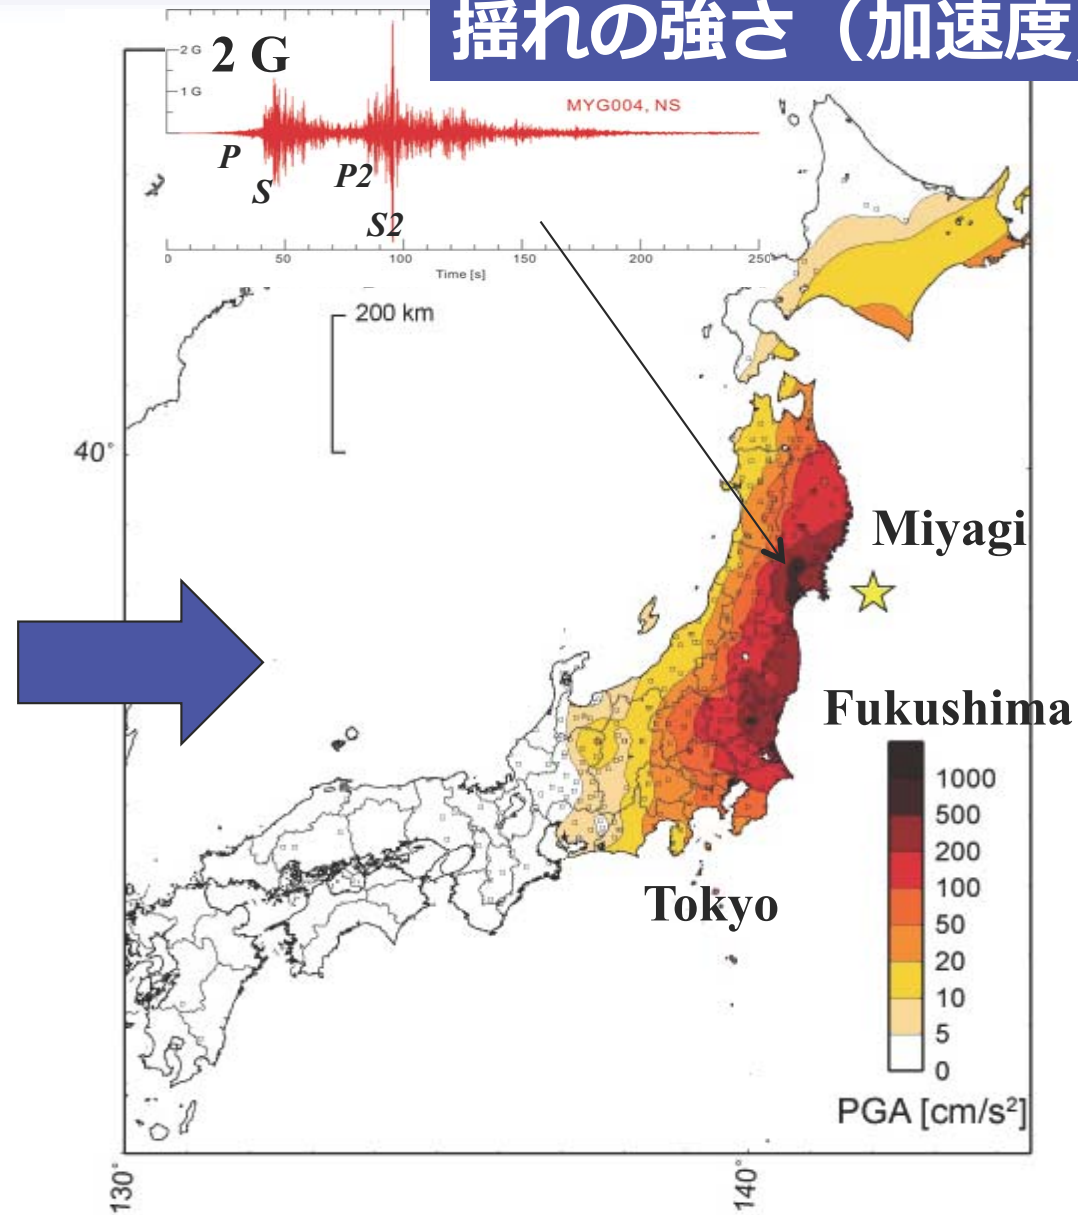 揺れの強さ（加速度）
2 G
2 G
1 G
MYG004, NS
P
S
P2
S2
0
50
100
150
200
250
Time [s]
200 km
40°
Miyagi
Fukushima
Tokyo
1000
500
200
100
50
20
10
5
0
PGA [cm/s²]
130°
140°